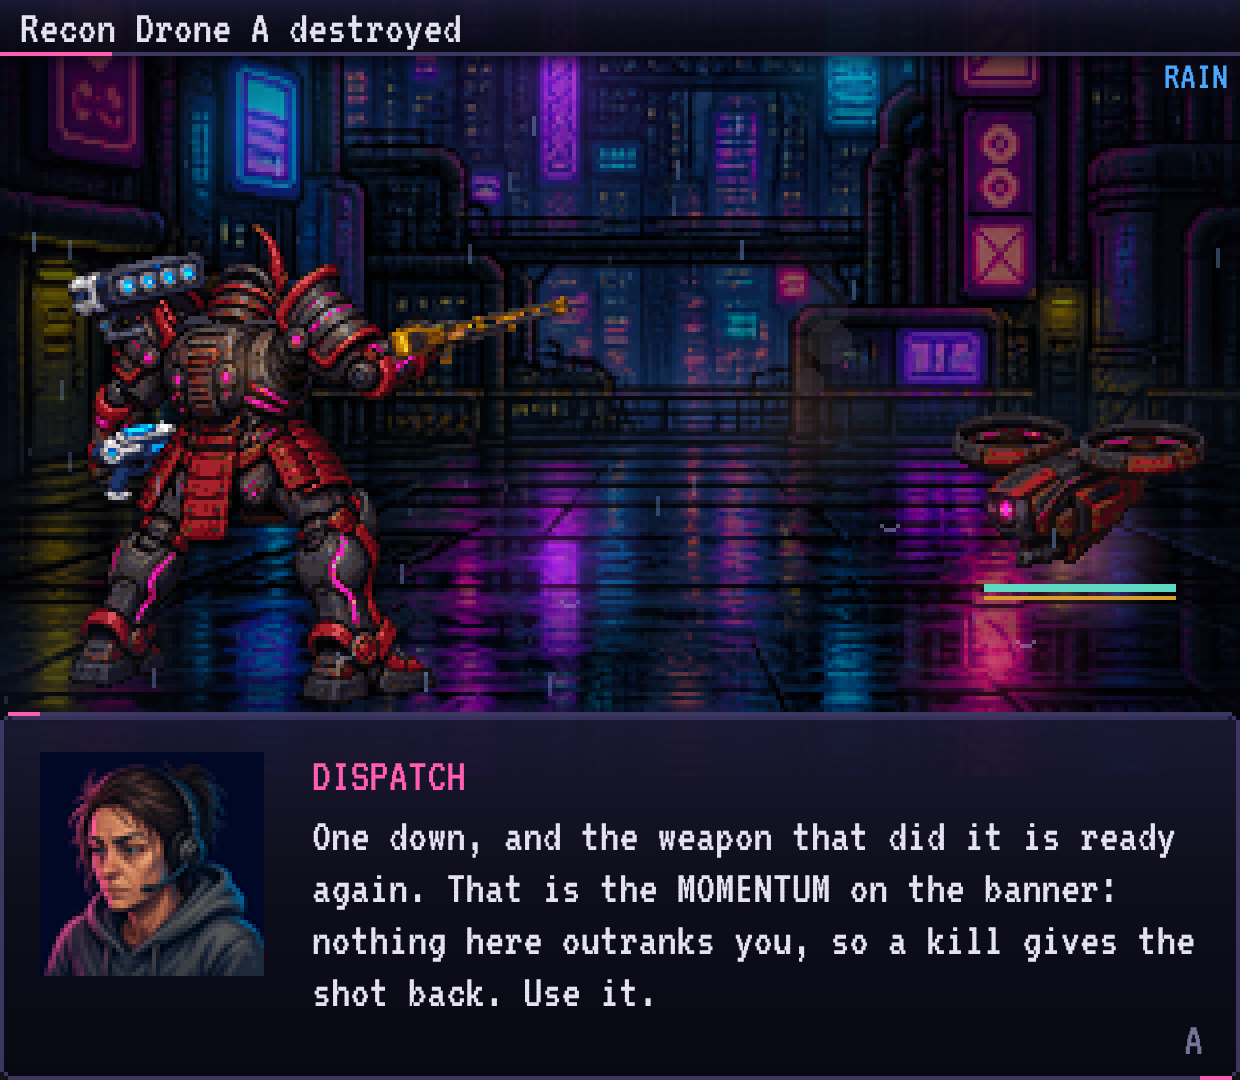 Recon Drone A destroyed
RAIN
DISPATCH
One down, and the weapon that did it is ready
again. That is the MOMENTUM on the banner:
nothing here outranks you, so a kill gives the
shot back. Use it.
A